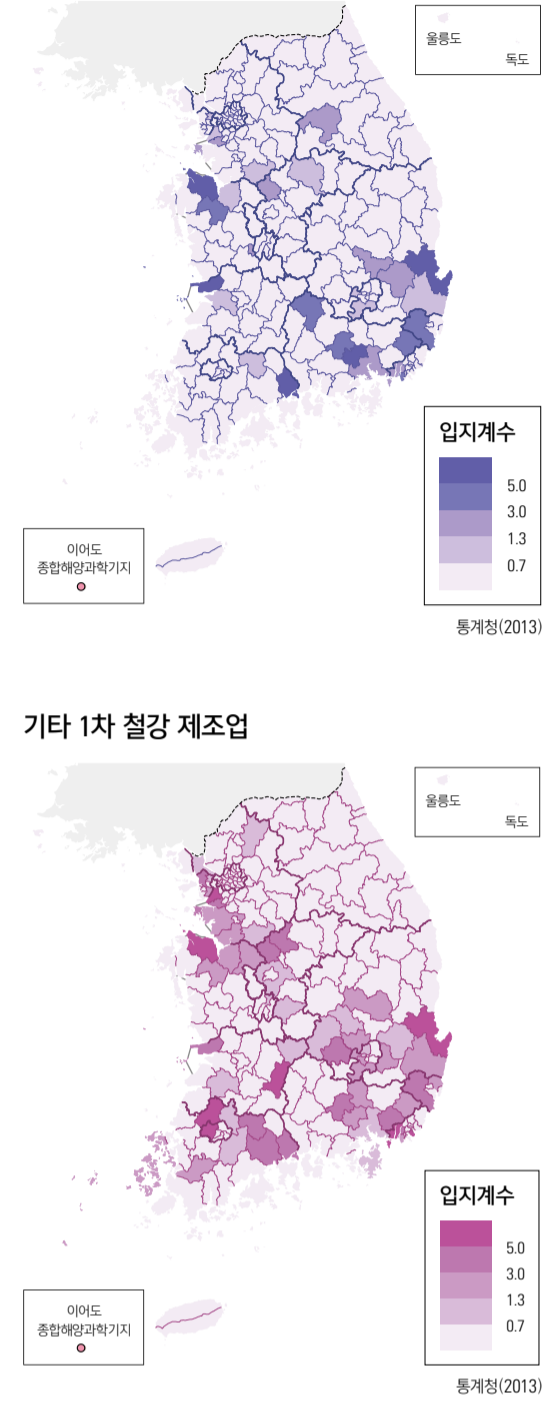 울릉도
독도
입지계수
5.0
3.0
1.3
0.7
이어도
종합해양과학기지
통계청(2013)
기타 1차 철강 제조업
울릉도
독도
입지계수
5.0
3.0
1.3
0.7
이어도
종합해양과학기지
통계청(2013)